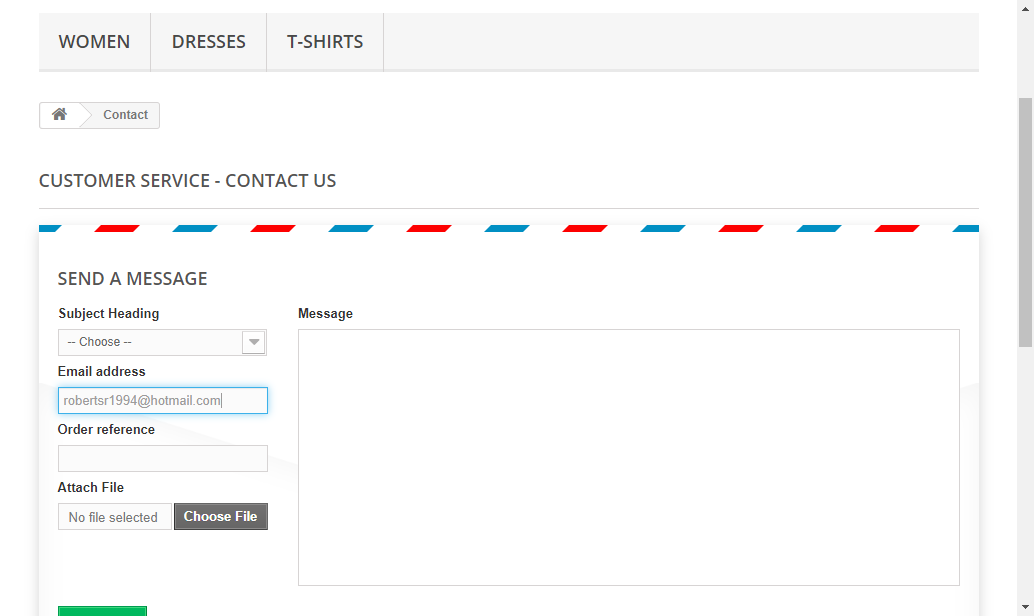 WOMEN DRESSES T-SHIRTS
Contact
CUSTOMER SERVICE - CONTACT US
SEND A MESSAGE
Subject Heading
-- Choose --
Email address
robertsr1994@hotmail.com
Order reference
Attach File
No file selected Choose File
Message